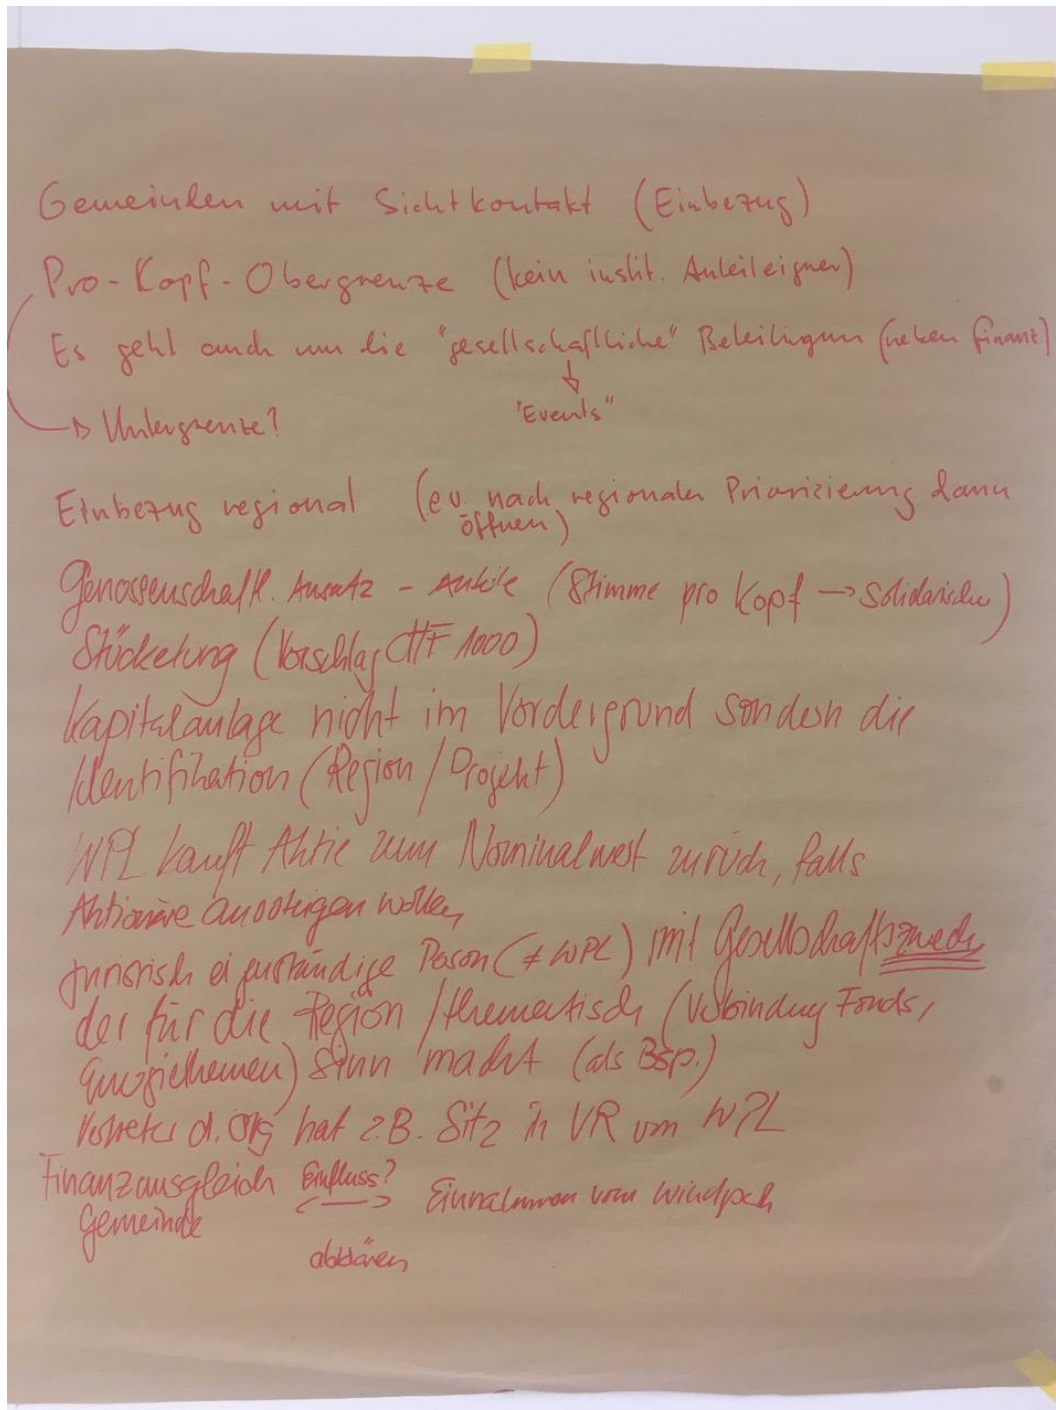 Gemeinden mit Sichtkontakt (Einbezug)
Pro-Kopf-Obergrenze (kein instit. Anteileigner)
Es geht auch um die "gesellschaftliche" Beteiligung (neben finanz)
"Events"
→ Untergrenze?
Einbezug regional (ev. nach regionaler Priorisierung dann
öffnen)
Genossenschaftl. Ansatz - (Stimme pro Kopf → Solidarischer)
Stückelung (Vorschlag CHF 1000)
Kapitalanlage nicht im Vordergrund sondern die
Identifikation (Region / Projekt)
WPL kauft Aktie zum Nominalwert zurück, falls
Aktionäre aussteigen wollen
Juristisch eigenständige Person (≠ WPL) mit Gesellschaftszweck
der für die Region / thematisch (Verbindung Fonds,
Energiethemen) Sinn macht (als Bsp.)
Vertreter d. Org hat z.B. Sitz in VR von WPL
Finanzausgleich Einfluss? Einnahmen vom Windpark
Gemeinde
abklären